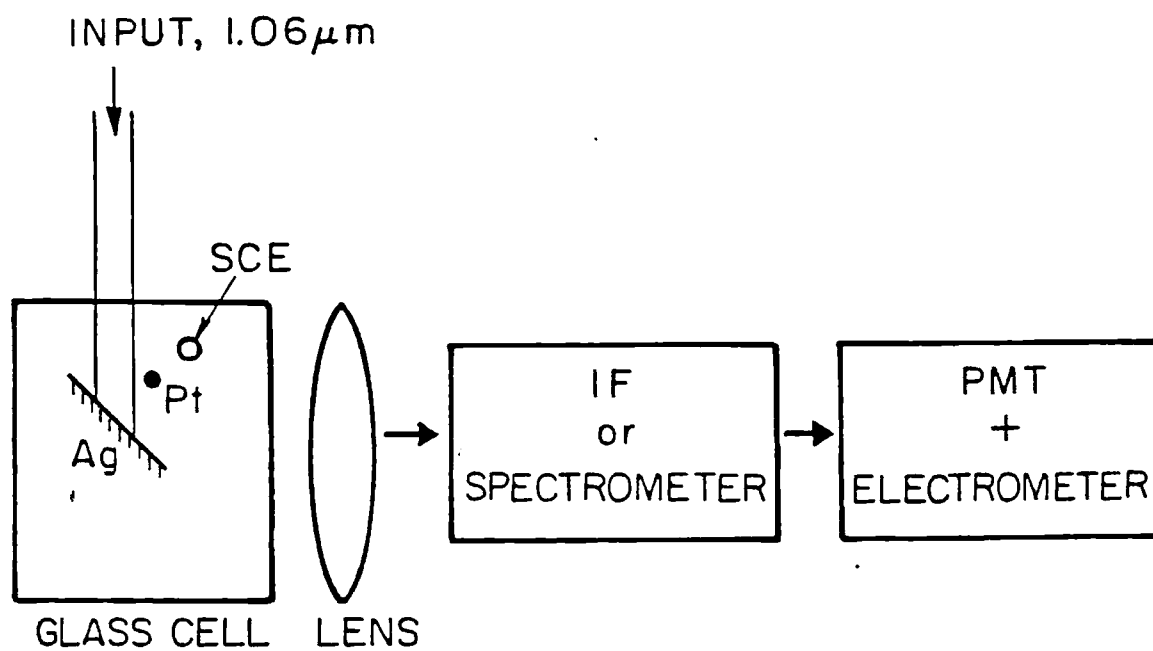 INPUT, 1.06μm
SCE
Pt
Ag
GLASS CELL
LENS
IF
or
SPECTROMETER
PMT
+
ELECTROMETER